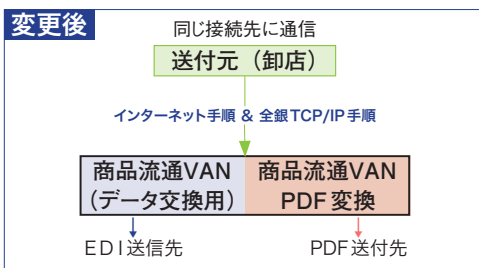 変更後
同じ接続先に通信
送付元（卸店）
インターネット手順 & 全銀TCP/IP手順
商品流通VAN
（データ交換用）
商品流通VAN
PDF変換
EDI送信先
PDF送付先